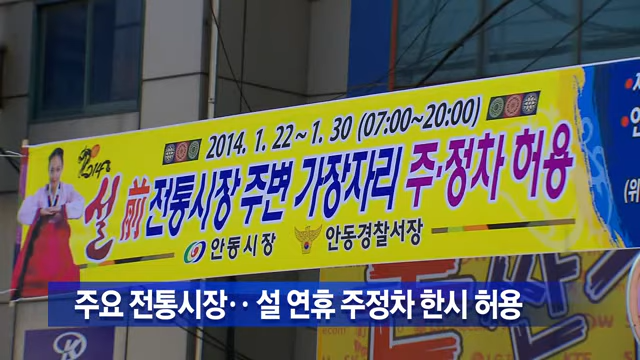 2014
2014. 1. 22~1. 30 (07:00~20:00)
설 前 전통시장 주변 가장자리 주·정차 허용
안동시장 안동경찰서장
주요 전통시장‥ 설 연휴 주정차 한시 허용